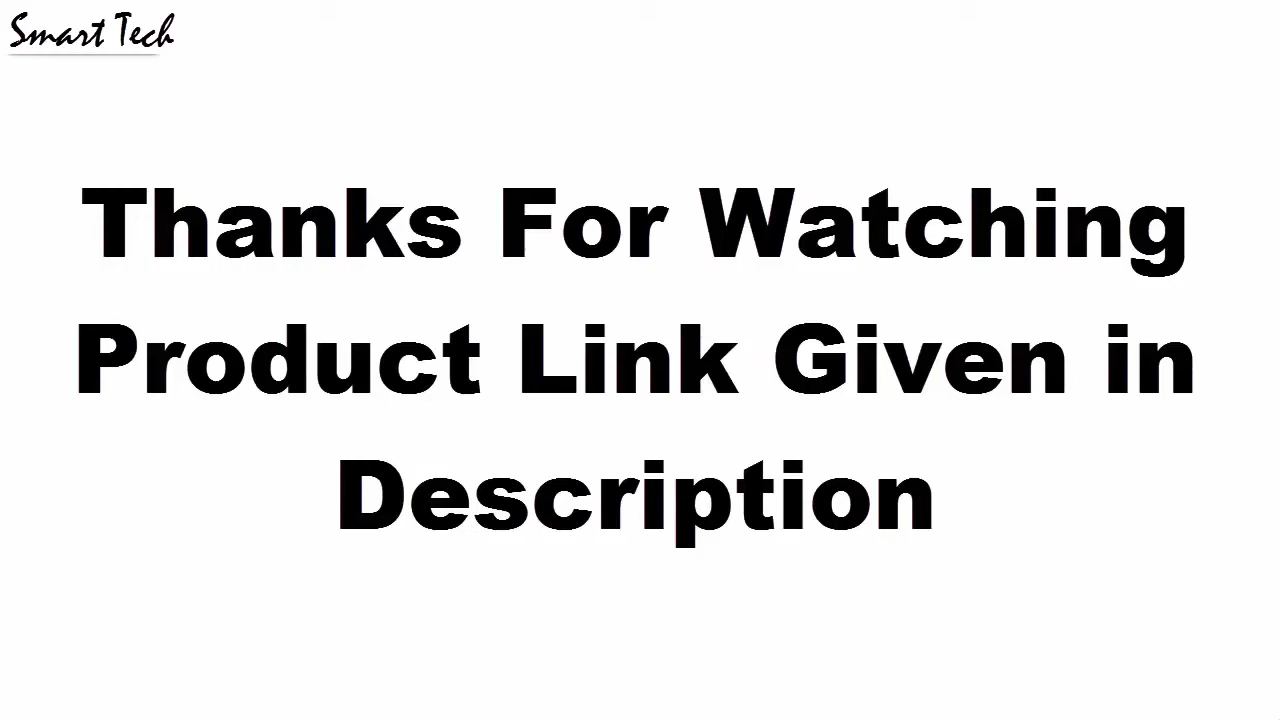 Smart Tech
Thanks For Watching
Product Link Given in
Description